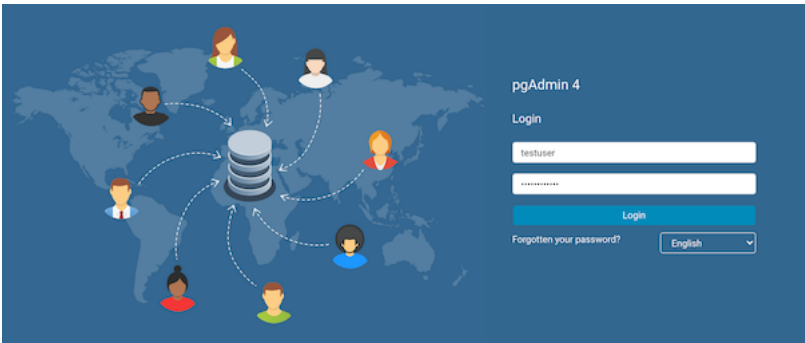 pgAdmin 4
Login
testuser
•••••••••••••
Login
Forgotten your password?
English